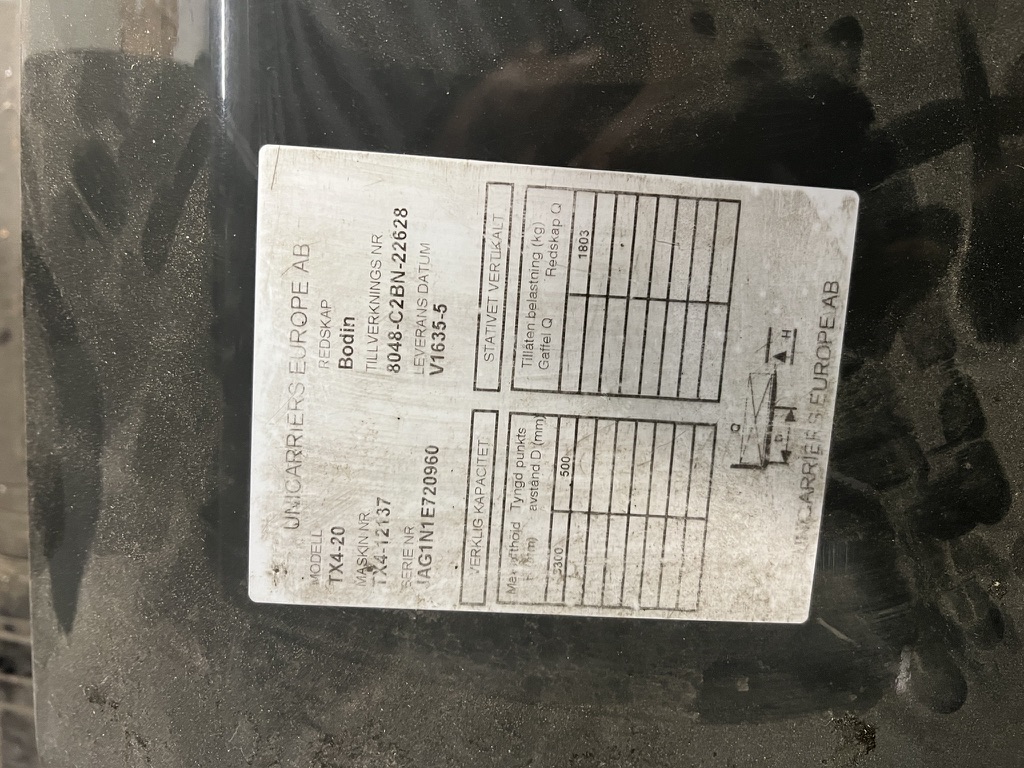 UNICARRIERS EUROPE AB
MODELL
TX4-20
REDSKAP
Bodin
MASKIN NR
TX4-12137
TILLVERKNINGS NR
8048-C2BN-22628
SERIE NR
IAG1N1E720960
LEVERANS DATUM
V1635-5
VERKLIG KAPACITET
STATIVET VERTIKALT
Tyngd punkts
avstånd D (mm)
Tillåten belastning (kg)
Gaffel Q Redskap Q
500 1803
Q
D H
UNICARRIERS EUROPE AB